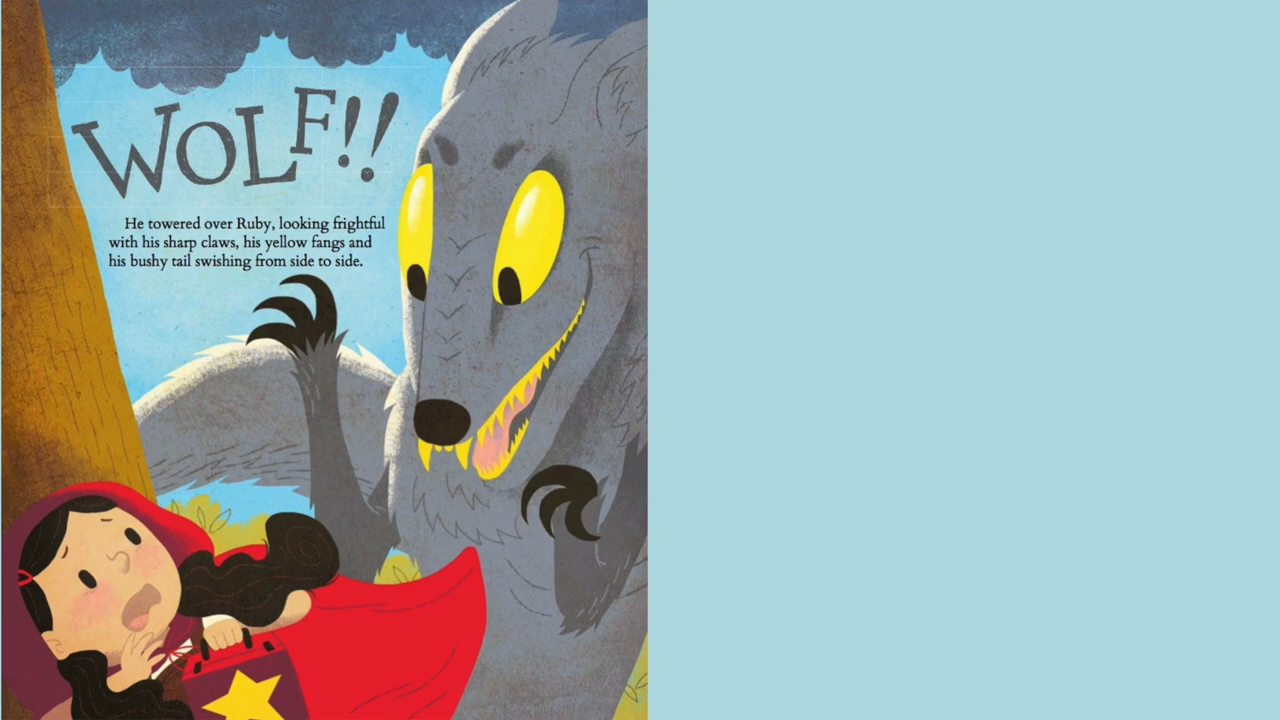 WOLF!!
He towered over Ruby, looking frightful
with his sharp claws, his yellow fangs and
his bushy tail swishing from side to side.